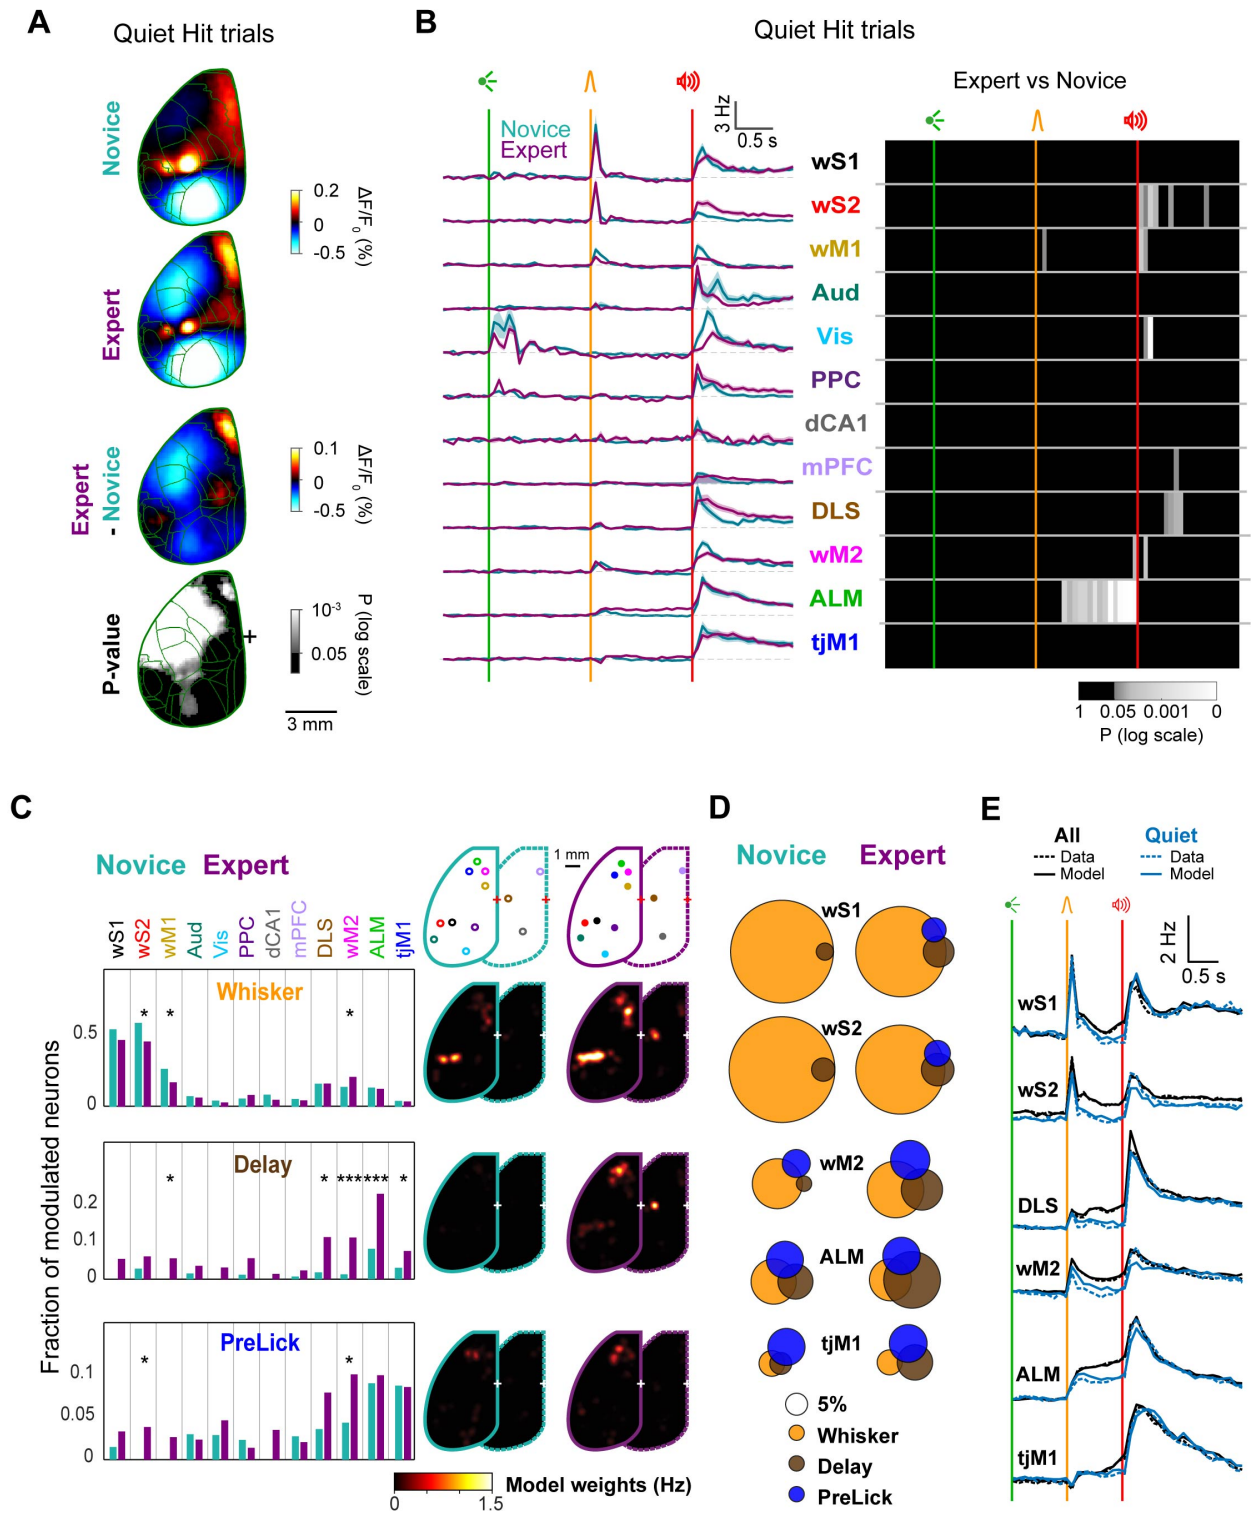 A
Quiet Hit trials
Novice
0.2
0
-0.5
ΔF/F0 (%)
Expert
Expert
- Novice
0.1
0
-0.5
ΔF/F0 (%)
P-value
10-3
0.05
P (log scale)
+
3 mm
B
Quiet Hit trials
Expert vs Novice
3 Hz
0.5 s
Novice
Expert
wS1
wS2
wM1
Aud
Vis
PPC
dCA1
mPFC
DLS
wM2
ALM
tjM1
1 0.05 0.001 0
P (log scale)
C
Novice Expert
1 mm
wS1 wS2 wM1 Aud Vis PPC dCA1 mPFC DLS wM2 ALM tjM1
Fraction of modulated neurons
Whisker
* * *
0.5
0
Delay
* * *** *** *
0.2
0.1
0
PreLick
* *
0.1
0.05
0
Model weights (Hz)
0 1.5
D
Novice Expert
wS1
wS2
wM2
ALM
tjM1
5%
Whisker
Delay
PreLick
E
All Quiet
Data Data
Model Model
2 Hz
0.5 s
wS1
wS2
DLS
wM2
ALM
tjM1